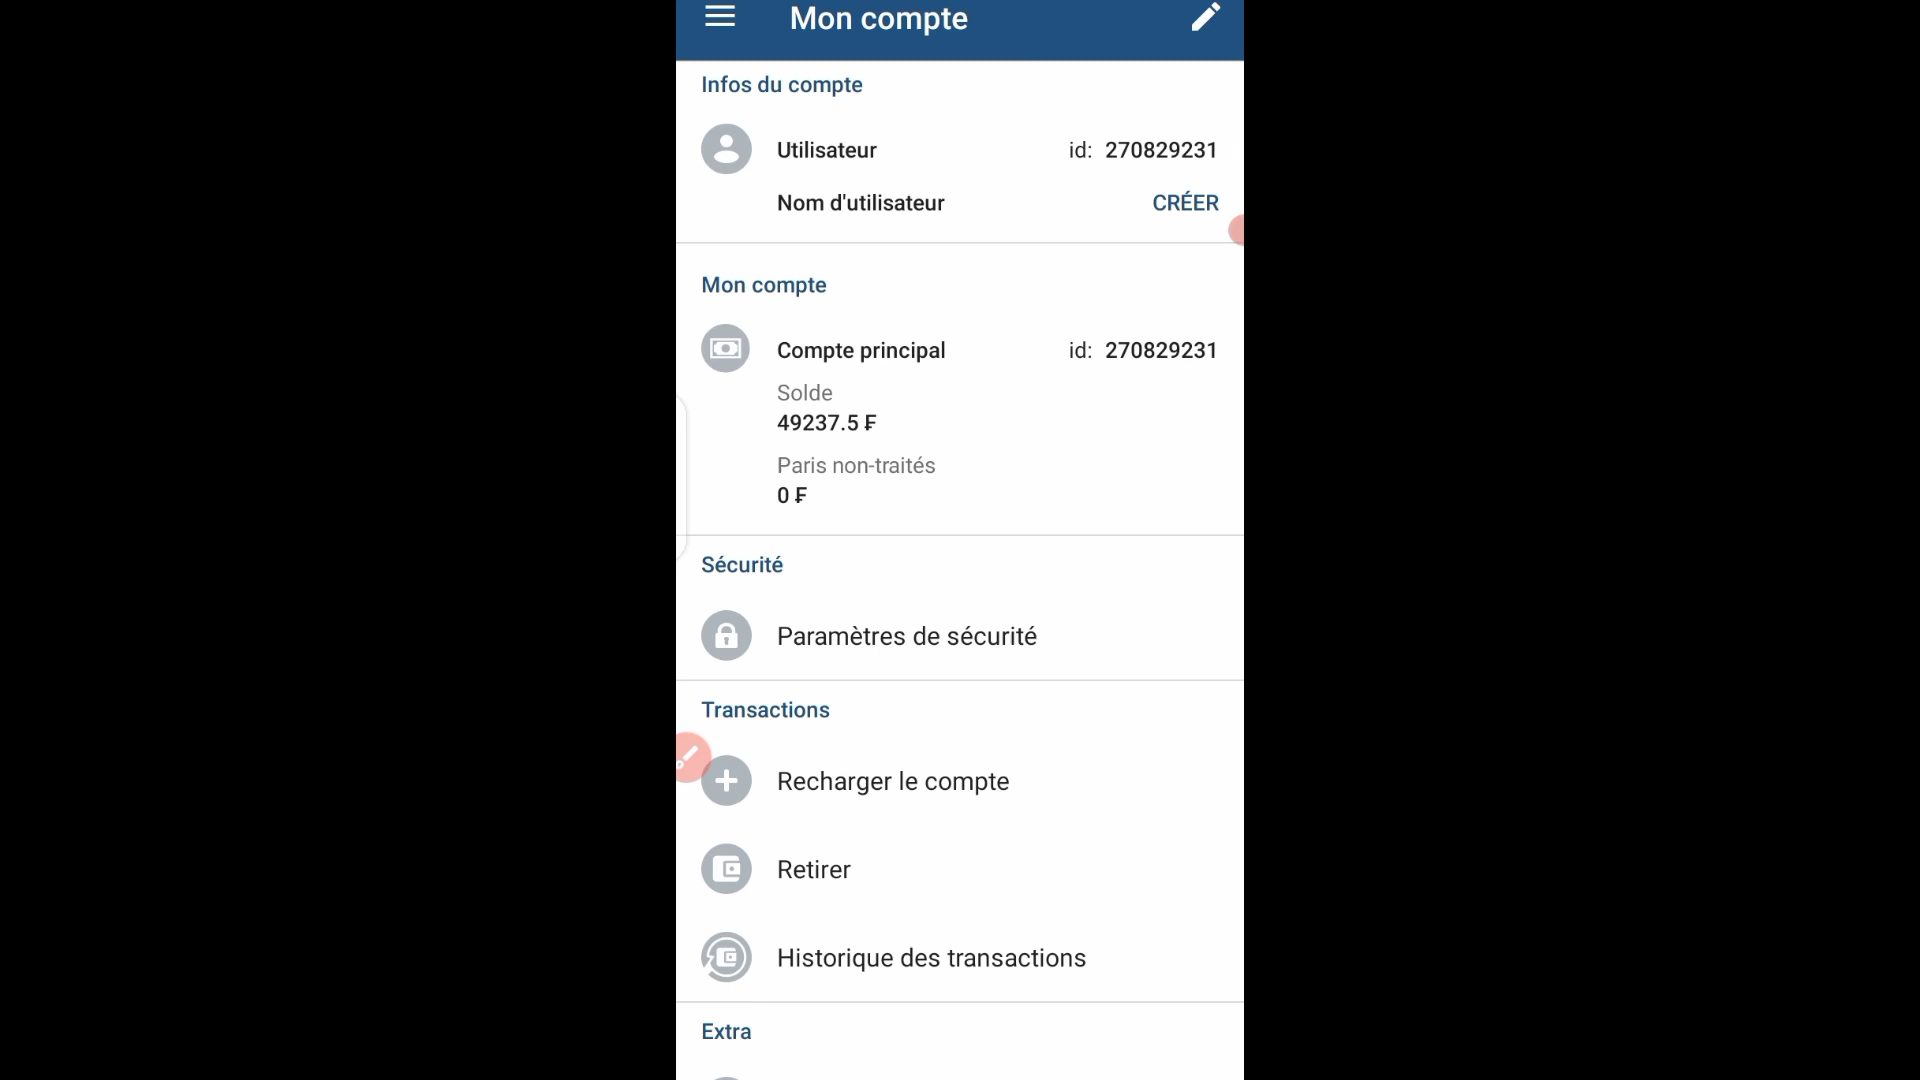 Mon compte
Infos du compte
Utilisateur id: 270829231
Nom d'utilisateur CRÉER
Mon compte
Compte principal id: 270829231
Solde
49237.5 ₣
Paris non-traités
0 ₣
Sécurité
Paramètres de sécurité
Transactions
Recharger le compte
Retirer
Historique des transactions
Extra